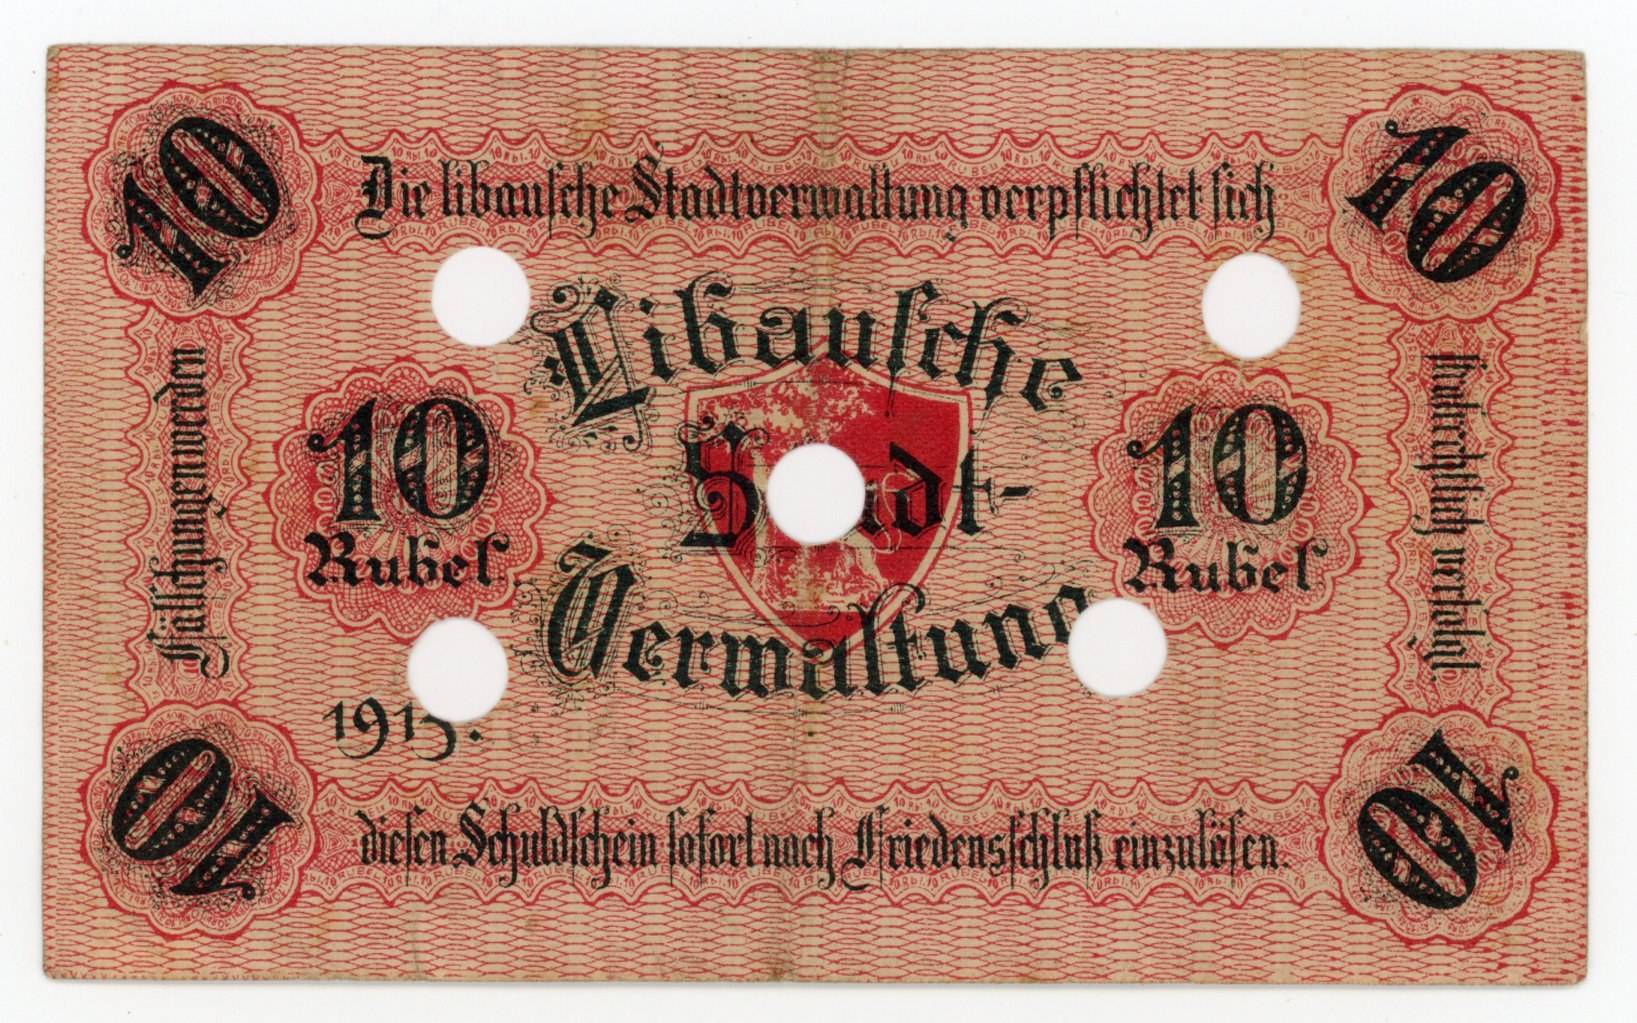 10
10
Die libausche Stadtverwaltung verpflichtet sich
Libausche
10
Rubel
Stadt-
10
Rubel
Verwaltung
Fälschungen werden
strafrechtlich verfolgt.
1915.
diesen Schuldschein sofort nach Friedensschluß einzulösen.
10
10